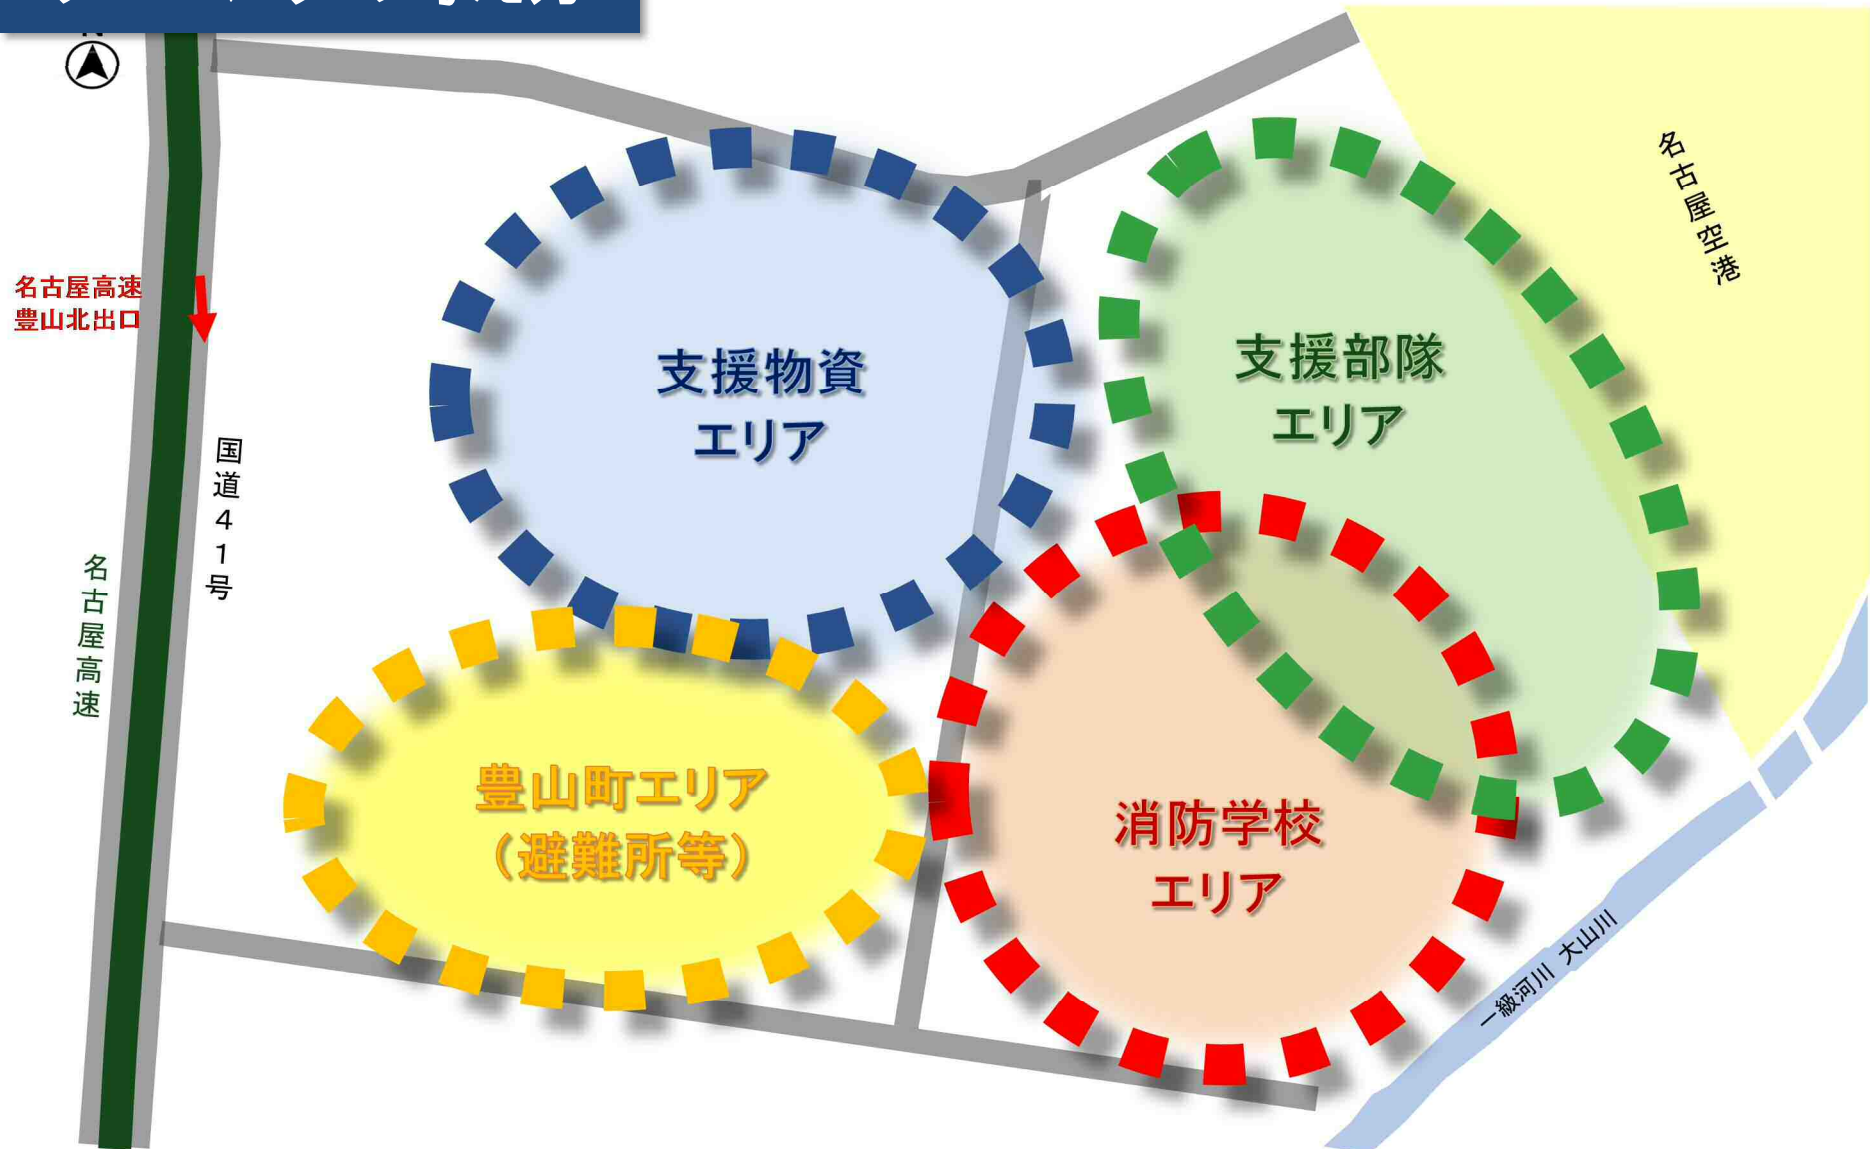 N
名古屋空港
名古屋高速
豊山北出口
支援物資
エリア
支援部隊
エリア
国道41号
名古屋高速
豊山町エリア
（避難所等）
消防学校
エリア
一級河川 大山川